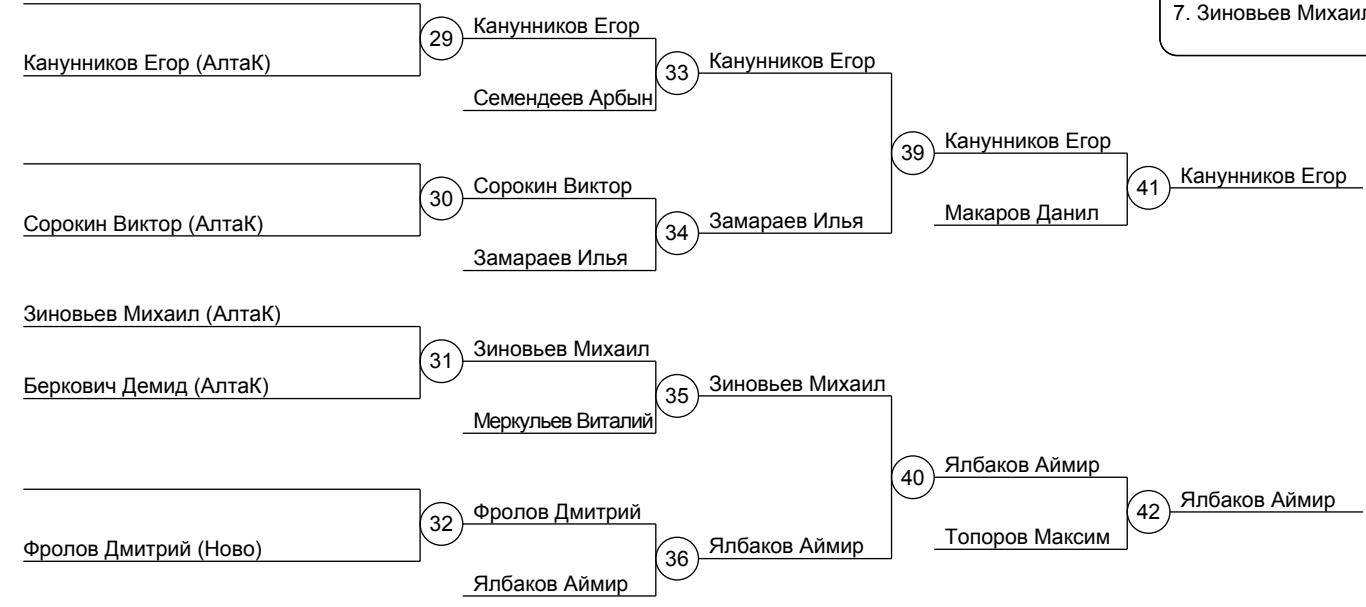 7. Зиновьев Михаил
29
Канунников Егор
Канунников Егор (АлтаК)
33
Канунников Егор
Семендеев Арбын
39
Канунников Егор
41
Канунников Егор
30
Сорокин Виктор
Сорокин Виктор (АлтаК)
34
Замараев Илья
Макаров Данил
Замараев Илья
Зиновьев Михаил (АлтаК)
31
Зиновьев Михаил
Беркович Демид (АлтаК)
35
Зиновьев Михаил
Меркульев Виталий
40
Ялбаков Аймир
42
Ялбаков Аймир
32
Фролов Дмитрий
Фролов Дмитрий (Ново)
36
Ялбаков Аймир
Топоров Максим
Ялбаков Аймир